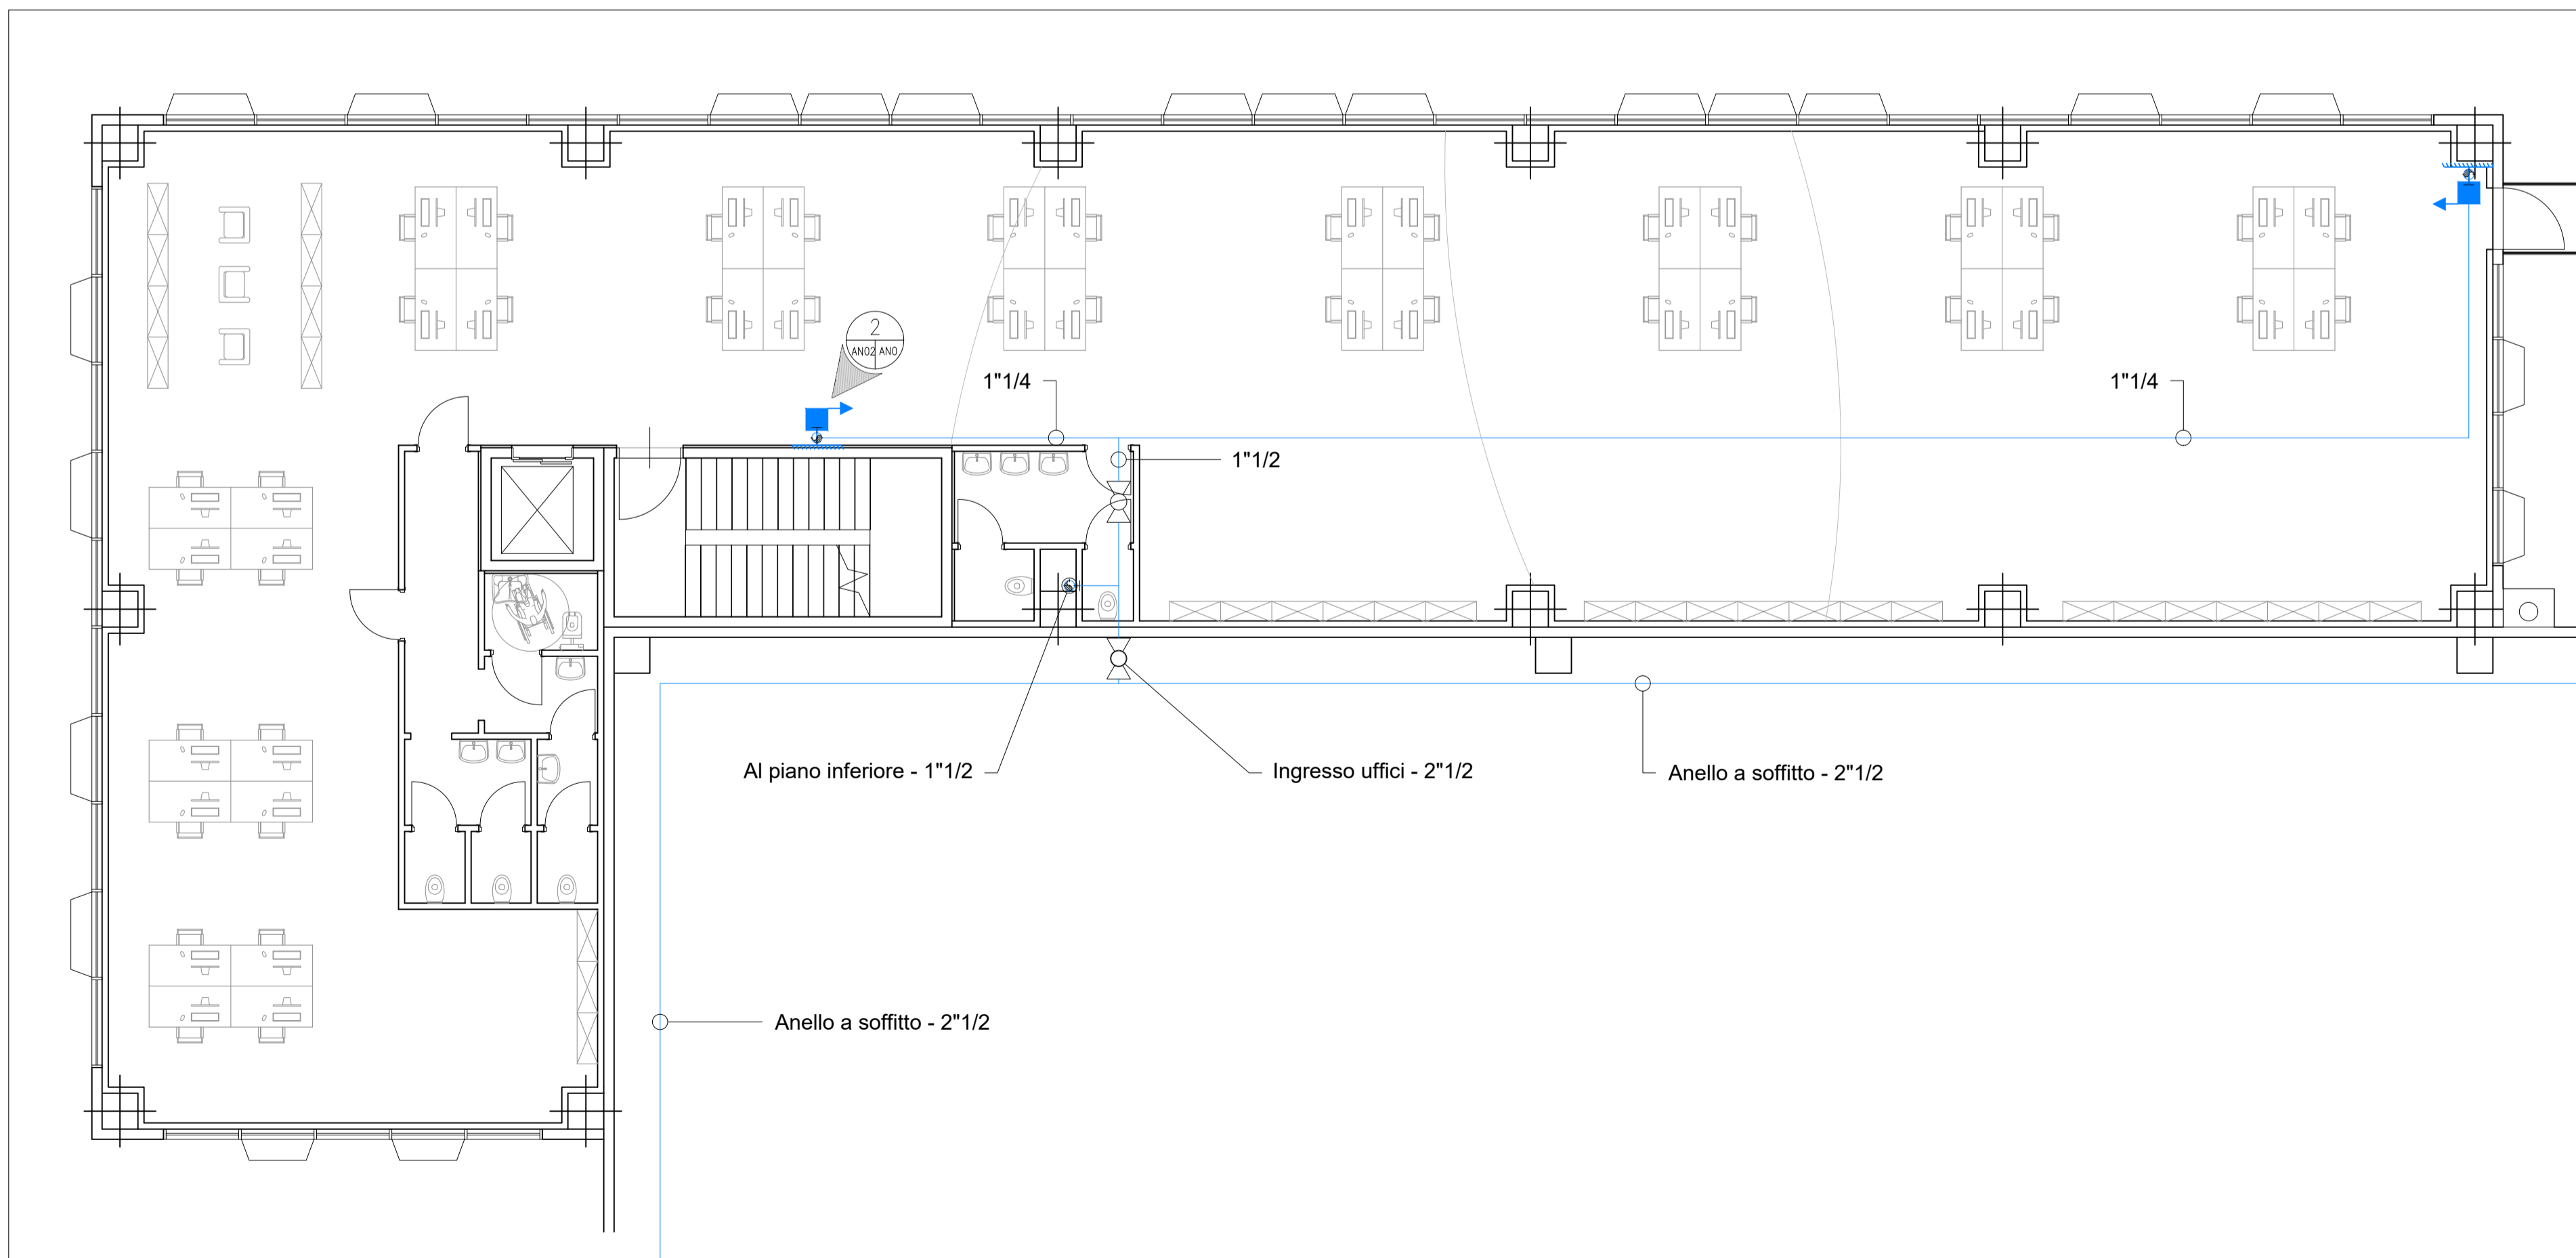 2
AN02 AN0
1"1/4
1"1/4
1"1/2
Al piano inferiore - 1"1/2
Ingresso uffici - 2"1/2
Anello a soffitto - 2"1/2
Anello a soffitto - 2"1/2